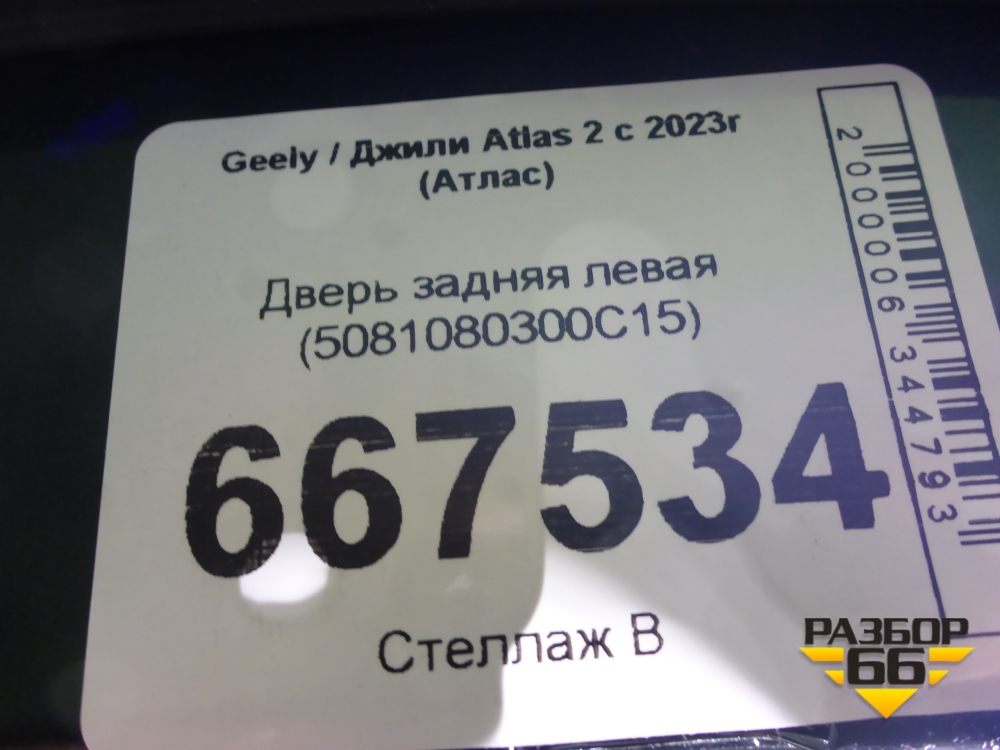 Geely / Джили Atlas 2 с 2023г
(Атлас)
Дверь задняя левая
(5081080300C15)
667534
Стеллаж В
2000006344793
РАЗБОР
66